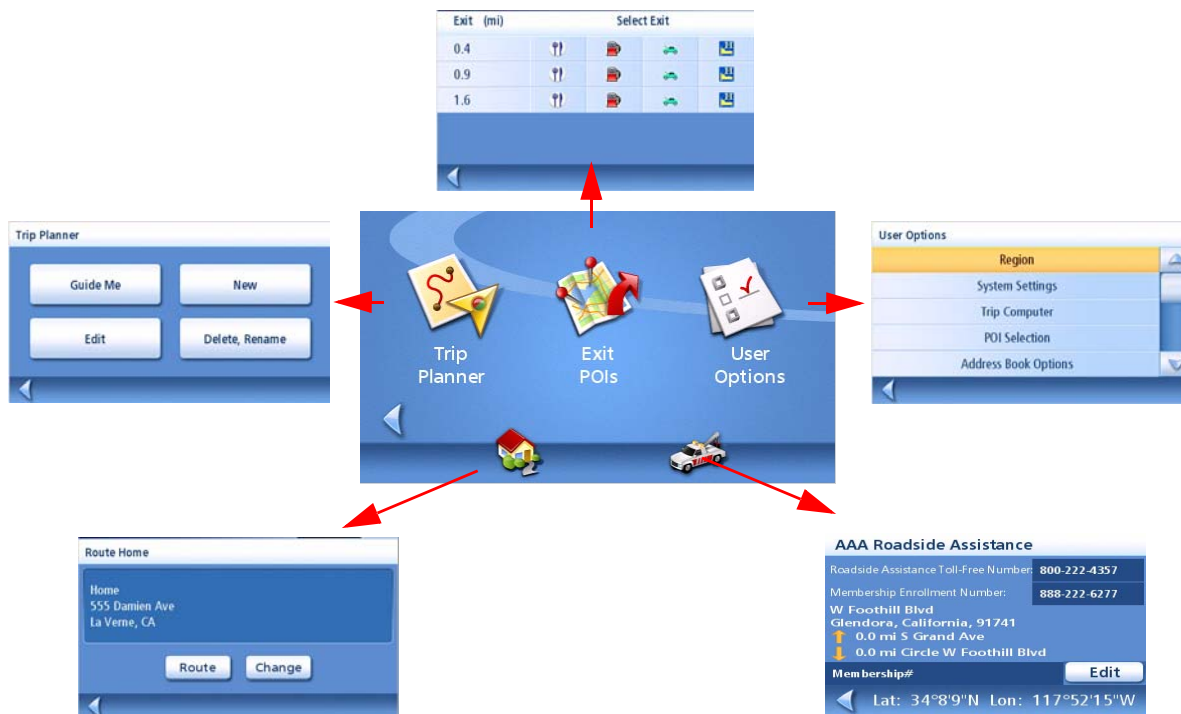 Exit (mi) Select Exit
0.4
0.9
1.6
Trip Planner
Guide Me New
Edit Delete, Rename
Trip
Planner
Exit
POIs
User
Options
User Options
Region
System Settings
Trip Computer
POI Selection
Address Book Options
Route Home
Home
555 Damien Ave
La Verne, CA
Route Change
AAA Roadside Assistance
Roadside Assistance Toll-Free Number: 800-222-4357
Membership Enrollment Number: 888-222-6277
W Foothill Blvd
Glendora, California, 91741
0.0 mi S Grand Ave
0.0 mi Circle W Foothill Blvd
Membership# Edit
Lat: 34°8'9"N Lon: 117°52'15"W